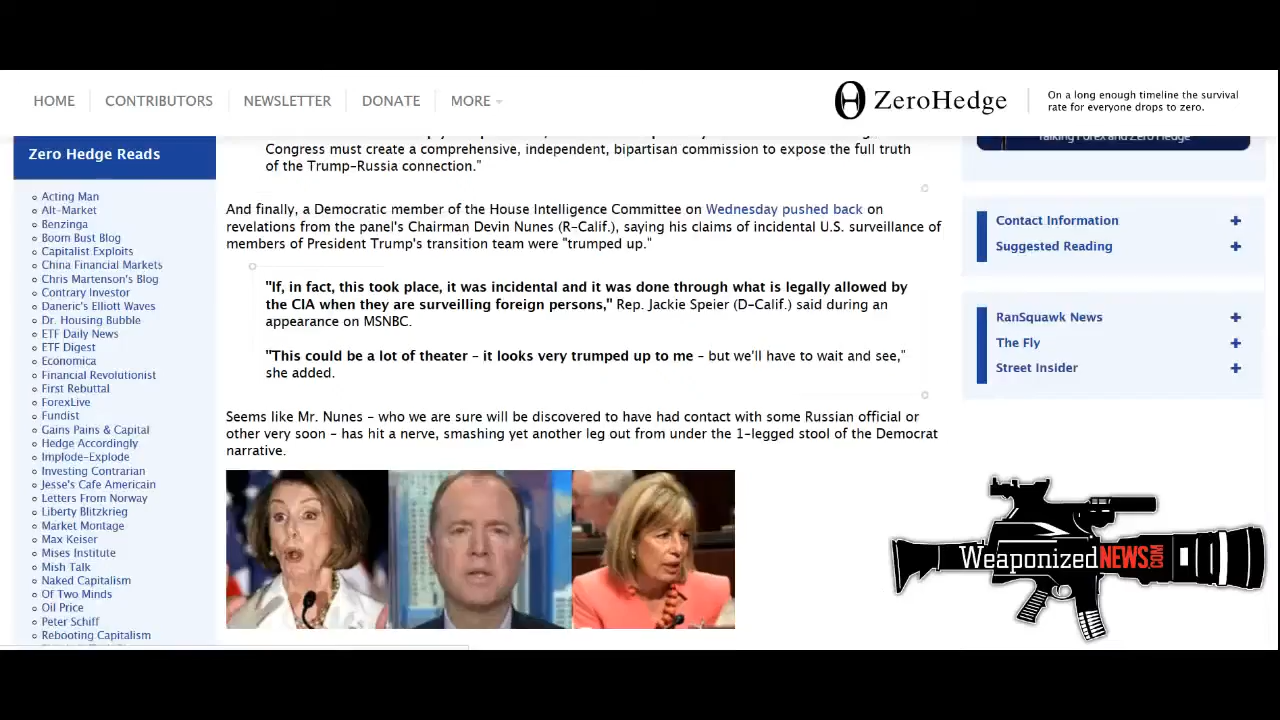 HOME
CONTRIBUTORS
NEWSLETTER
DONATE
MORE
ZeroHedge
On a long enough timeline the survival
rate for everyone drops to zero.
Zero Hedge Reads
Acting Man
Alt-Market
Benzinga
Boom Bust Blog
Capitalist Exploits
China Financial Markets
Chris Martenson's Blog
Contrary Investor
Daneric's Elliott Waves
Dr. Housing Bubble
ETF Daily News
ETF Digest
Economica
Financial Revolutionist
First Rebuttal
ForexLive
Fundist
Gains Pains & Capital
Hedge Accordingly
Implode-Explode
Investing Contrarian
Jesse's Cafe Americain
Letters From Norway
Liberty Blitzkrieg
Market Montage
Max Keiser
Mises Institute
Mish Talk
Naked Capitalism
Of Two Minds
Oil Price
Peter Schiff
Rebooting Capitalism
Congress must create a comprehensive, independent, bipartisan commission to expose the full truth
of the Trump-Russia connection."
And finally, a Democratic member of the House Intelligence Committee on Wednesday pushed back on
revelations from the panel's Chairman Devin Nunes (R-Calif.), saying his claims of incidental U.S. surveillance of
members of President Trump's transition team were "trumped up."
"If, in fact, this took place, it was incidental and it was done through what is legally allowed by
the CIA when they are surveilling foreign persons," Rep. Jackie Speier (D-Calif.) said during an
appearance on MSNBC.
"This could be a lot of theater – it looks very trumped up to me – but we'll have to wait and see,"
she added.
Seems like Mr. Nunes – who we are sure will be discovered to have had contact with some Russian official or
other very soon – has hit a nerve, smashing yet another leg out from under the 1-legged stool of the Democrat
narrative.
Talking Forex and Zero Hedge
Contact Information +
Suggested Reading +
RanSquawk News +
The Fly +
Street Insider +
WeaponizedNEWS.COM